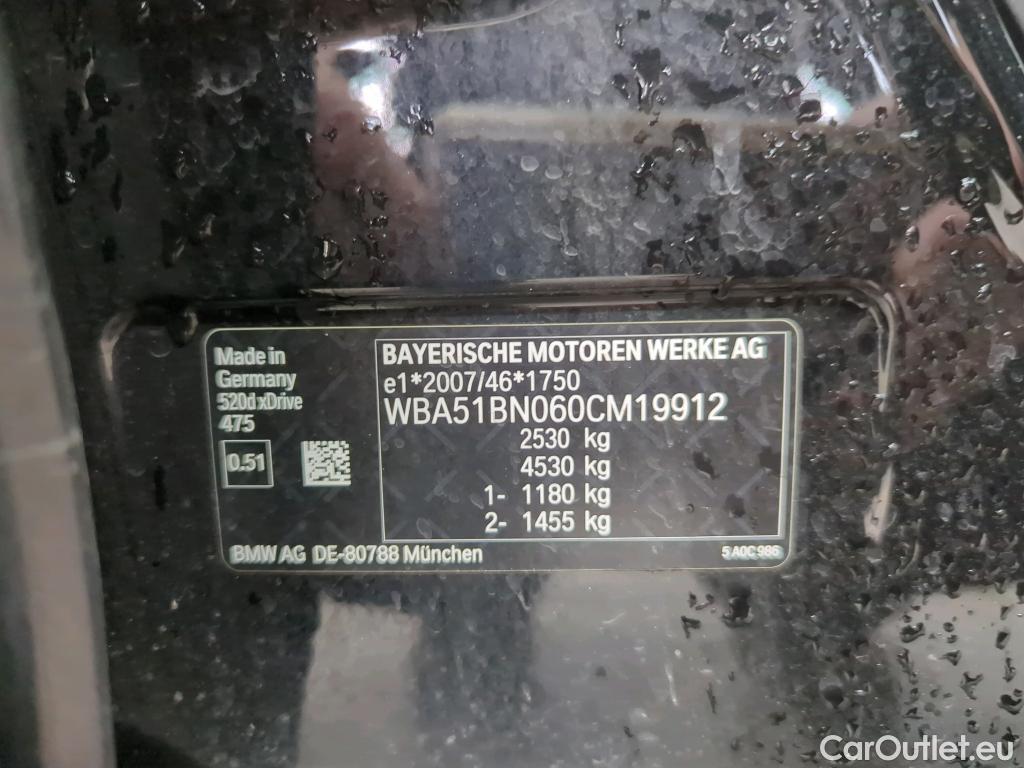 Made in
Germany
520d xDrive
475
0.51
BAYERISCHE MOTOREN WERKE AG
e1*2007/46*1750
WBA51BN060CM19912
2530 kg
4530 kg
1- 1180 kg
2- 1455 kg
BMW AG DE-80788 München
5 A0C 986
CarOutlet.eu